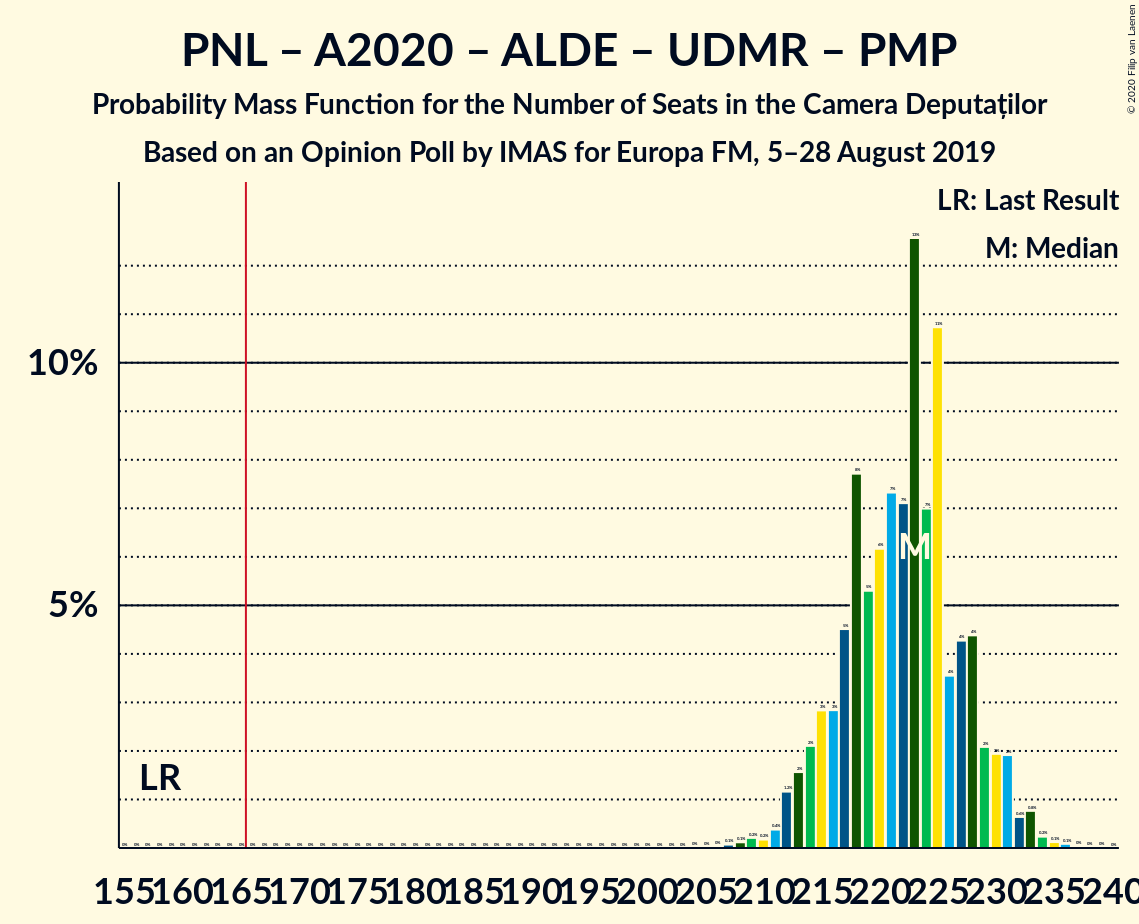 PNL – A2020 – ALDE – UDMR – PMP
Probability Mass Function for the Number of Seats in the Camera Deputaților
Based on an Opinion Poll by IMAS for Europa FM, 5–28 August 2019
© 2020 Filip van Laenen
LR: Last Result
M: Median
10%
5%
LR
M
155 160 165 170 175 180 185 190 195 200 205 210 215 220 225 230 235 240